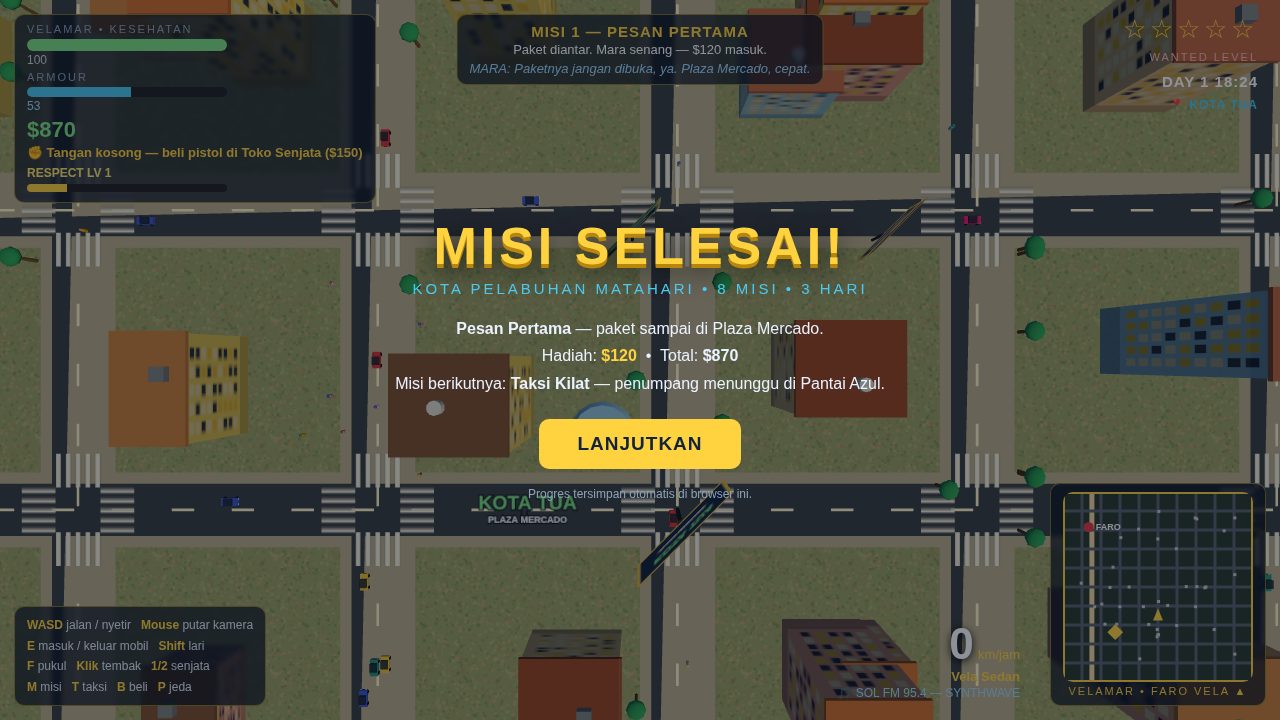 VELAMAR • KESEHATAN
100
ARMOUR
53
$870
✊ Tangan kosong — beli pistol di Toko Senjata ($150)
RESPECT LV 1
MISI 1 — PESAN PERTAMA
Paket diantar. Mara senang — $120 masuk.
MARA: Paketnya jangan dibuka, ya. Plaza Mercado, cepat.
☆ ☆ ☆ ☆ ☆
WANTED LEVEL
DAY 1 18:24
📍 KOTA TUA
MISI SELESAI!
KOTA PELABUHAN MATAHARI • 8 MISI • 3 HARI
Pesan Pertama — paket sampai di Plaza Mercado.
Hadiah: $120 • Total: $870
Misi berikutnya: Taksi Kilat — penumpang menunggu di Pantai Azul.
LANJUTKAN
Progres tersimpan otomatis di browser ini.
KOTA TUA
PLAZA MERCADO
WASD jalan / nyetir Mouse putar kamera
E masuk / keluar mobil Shift lari
F pukul Klik tembak 1/2 senjata
M misi T taksi B beli P jeda
0 km/jam
Vela Sedan
SOL FM 95.4 — SYNTHWAVE
FARO
VELAMAR • FARO VELA ▲